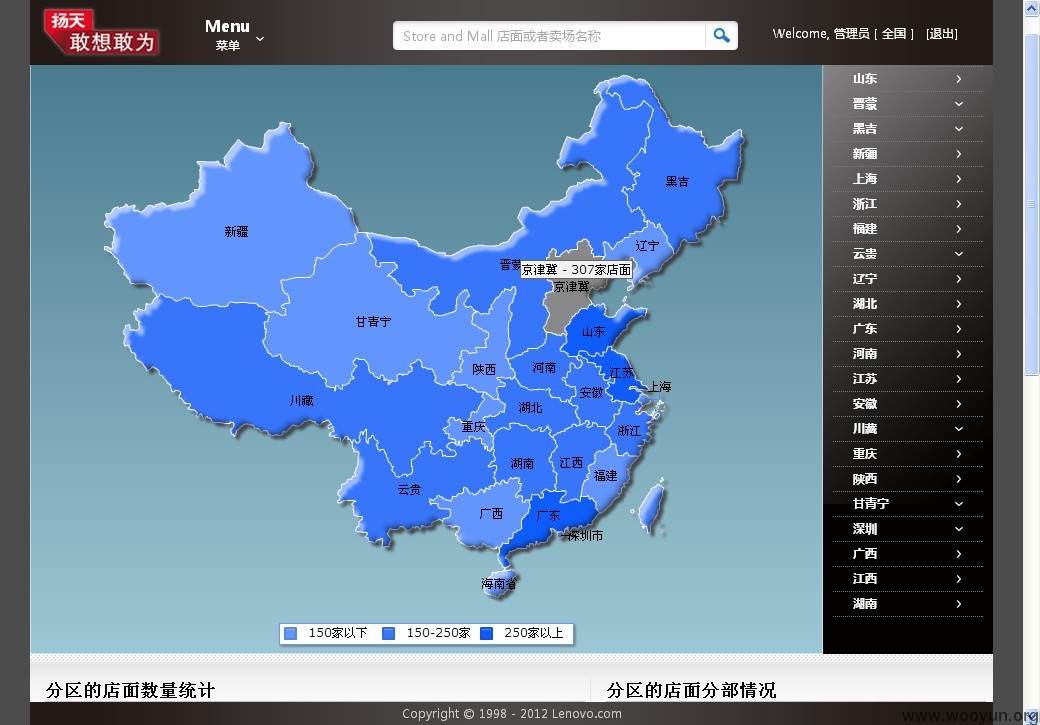 扬天
敢想敢为
Menu
菜单
Store and Mall 店面或者卖场名称
Welcome, 管理员 [ 全国 ] [退出]
黑吉
新疆
辽宁
晋蒙
京津冀 - 307家店面
京津冀
甘青宁
山东
陕西
河南
江苏
上海
安徽
川藏
湖北
重庆
浙江
湖南
江西
福建
云贵
广西
广东
深圳市
海南省
150家以下
150-250家
250家以上
山东
晋蒙
黑吉
新疆
上海
浙江
福建
云贵
辽宁
湖北
广东
河南
江苏
安徽
川藏
重庆
陕西
甘青宁
深圳
广西
江西
湖南
分区的店面数量统计
分区的店面分部情况
Copyright © 1998 - 2012 Lenovo.com
www.wooyun.org